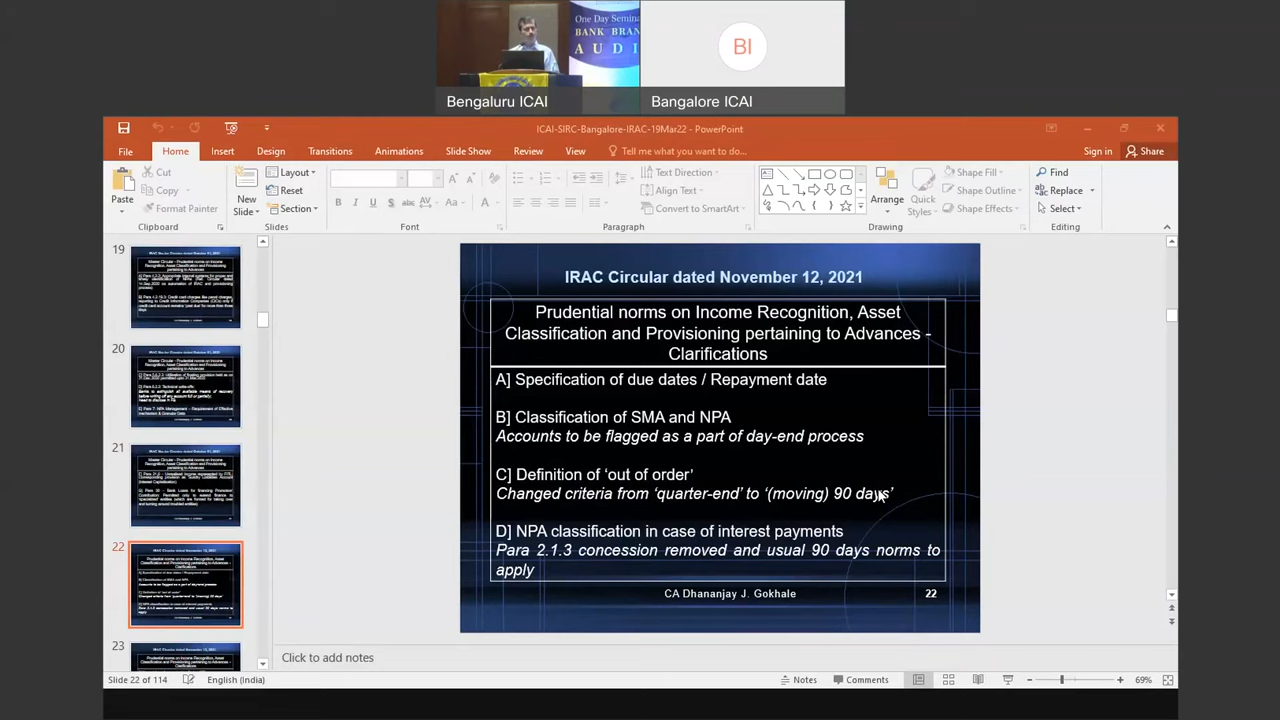 One Day Semina
BANK BRAN
A U D I
BI
Bengaluru ICAI
Bangalore ICAI
ICAI-SIRC-Bangalore-IRAC-19Mar22 - PowerPoint
File Home Insert Design Transitions Animations Slide Show Review View Tell me what you want to do... Sign in Share
Paste
Cut
Copy
Format Painter
Clipboard
New Slide
Layout
Reset
Section
Slides
B I U S abc AV Aa A
Font
Text Direction
Align Text
Convert to SmartArt
Paragraph
Arrange
Quick Styles
Shape Fill
Shape Outline
Shape Effects
Drawing
Find
Replace
Select
Editing
19
20
21
22
23
IRAC Circular dated November 12, 2021
Prudential norms on Income Recognition, Asset
Classification and Provisioning pertaining to Advances -
Clarifications
A] Specification of due dates / Repayment date
B] Classification of SMA and NPA
Accounts to be flagged as a part of day-end process
C] Definition of 'out of order'
Changed criteria from 'quarter-end' to '(moving) 90 days'
D] NPA classification in case of interest payments
Para 2.1.3 concession removed and usual 90 days norms to
apply
CA Dhananjay J. Gokhale
22
Click to add notes
Slide 22 of 114 English (India) Notes Comments 69%